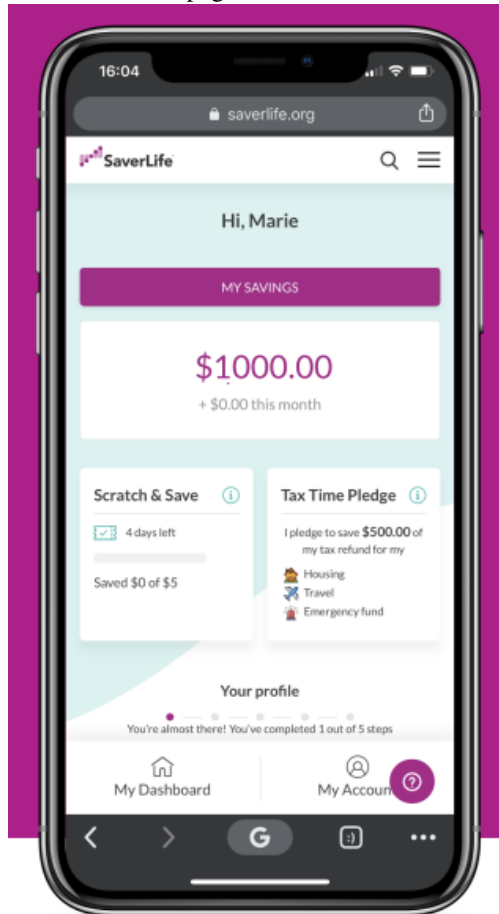 page
16:04
saverlife.org
SaverLife
Hi, Marie
MY SAVINGS
$1000.00
+ $0.00 this month
Scratch & Save
4 days left
Saved $0 of $5
Tax Time Pledge
I pledge to save $500.00 of
my tax refund for my
Housing
Travel
Emergency fund
Your profile
You're almost there! You've completed 1 out of 5 steps
My Dashboard
My Accoun
?
G
:)